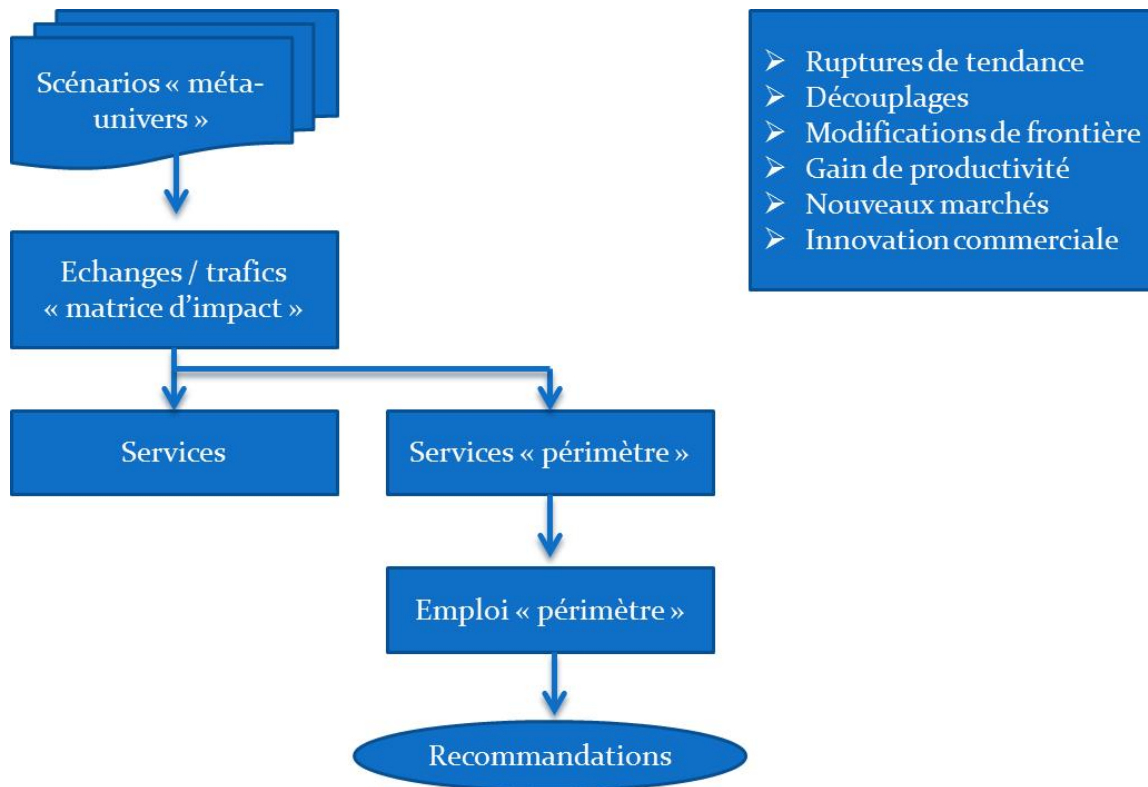 Scénarios « méta-
univers »
Echanges / trafics
« matrice d’impact »
Services
Services « périmètre »
Emploi « périmètre »
Recommandations
Ruptures de tendance
Découplages
Modifications de frontière
Gain de productivité
Nouveaux marchés
Innovation commerciale